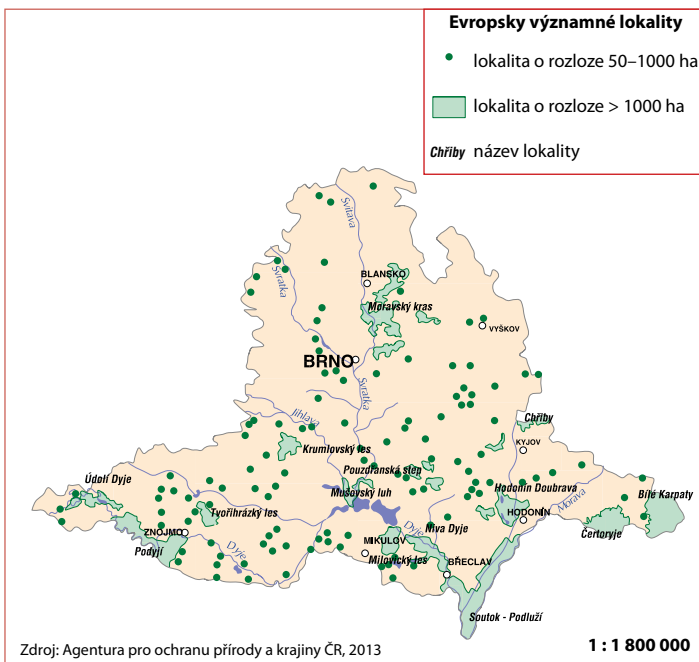 Evropsky významné lokality
lokalita o rozloze 50–1000 ha
lokalita o rozloze > 1000 ha
Chřiby název lokality
Svitava
Svratka
BLANSKO
Moravský kras
VYŠKOV
BRNO
Svratka
Jihlava
Chřiby
KYJOV
Krumlovský les
Pouzdřanská step
Údolí Dyje
Mušovský luh
Hodonín Doubrava
Bílé Karpaty
Tvořihrázký les
Morava
HODONÍN
Niva Dyje
Dyje
ZNOJMO
Čertoryje
Podyjí
Dyje
MIKULOV
Milovický les
BŘECLAV
Soutok - Podluží
Zdroj: Agentura pro ochranu přírody a krajiny ČR, 2013
1 : 1 800 000